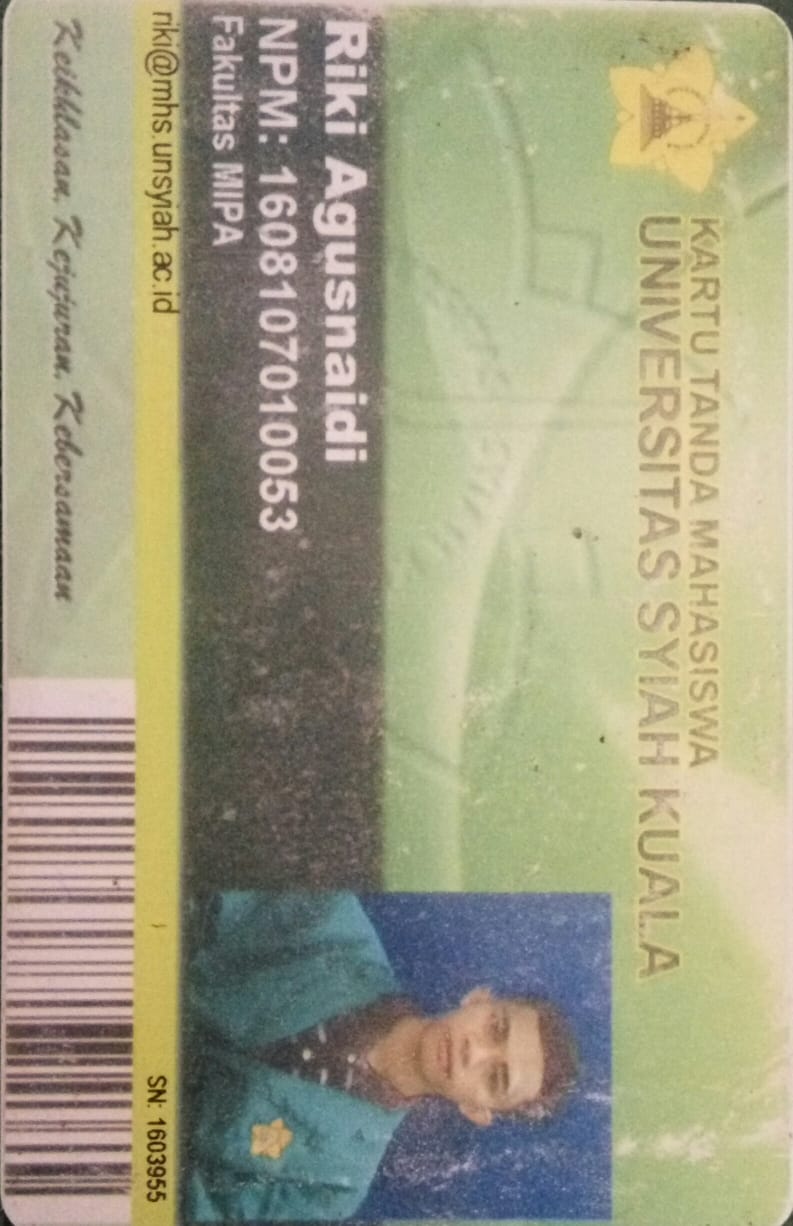 KARTU TANDA MAHASISWA
UNIVERSITAS SYIAH KUALA
Riki Agusnaidi
NPM: 1608107010053
Fakultas MIPA
riki@mhs.unsyiah.ac.id
SN: 1603955
Keikhlasan, Kejujuran, Kebersamaan